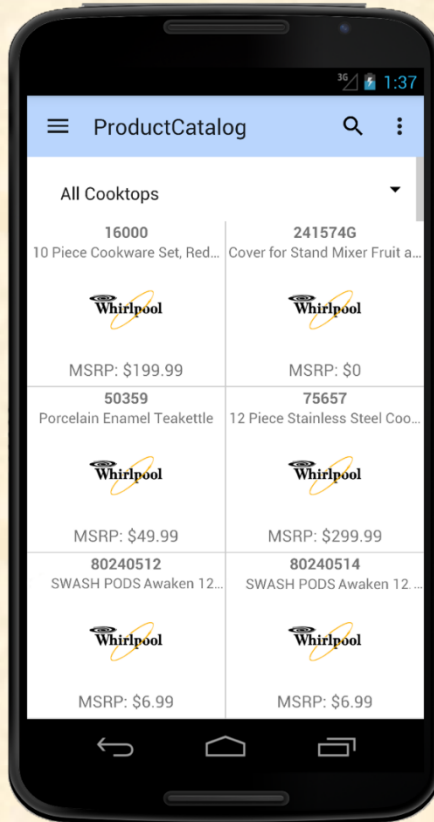 3G 1:37
ProductCatalog
All Cooktops
16000
10 Piece Cookware Set, Red...
Whirlpool
MSRP: $199.99
241574G
Cover for Stand Mixer Fruit a...
Whirlpool
MSRP: $0
50359
Porcelain Enamel Teakettle
Whirlpool
MSRP: $49.99
75657
12 Piece Stainless Steel Coo...
Whirlpool
MSRP: $299.99
80240512
SWASH PODS Awaken 12...
Whirlpool
MSRP: $6.99
80240514
SWASH PODS Awaken 12 ...
Whirlpool
MSRP: $6.99